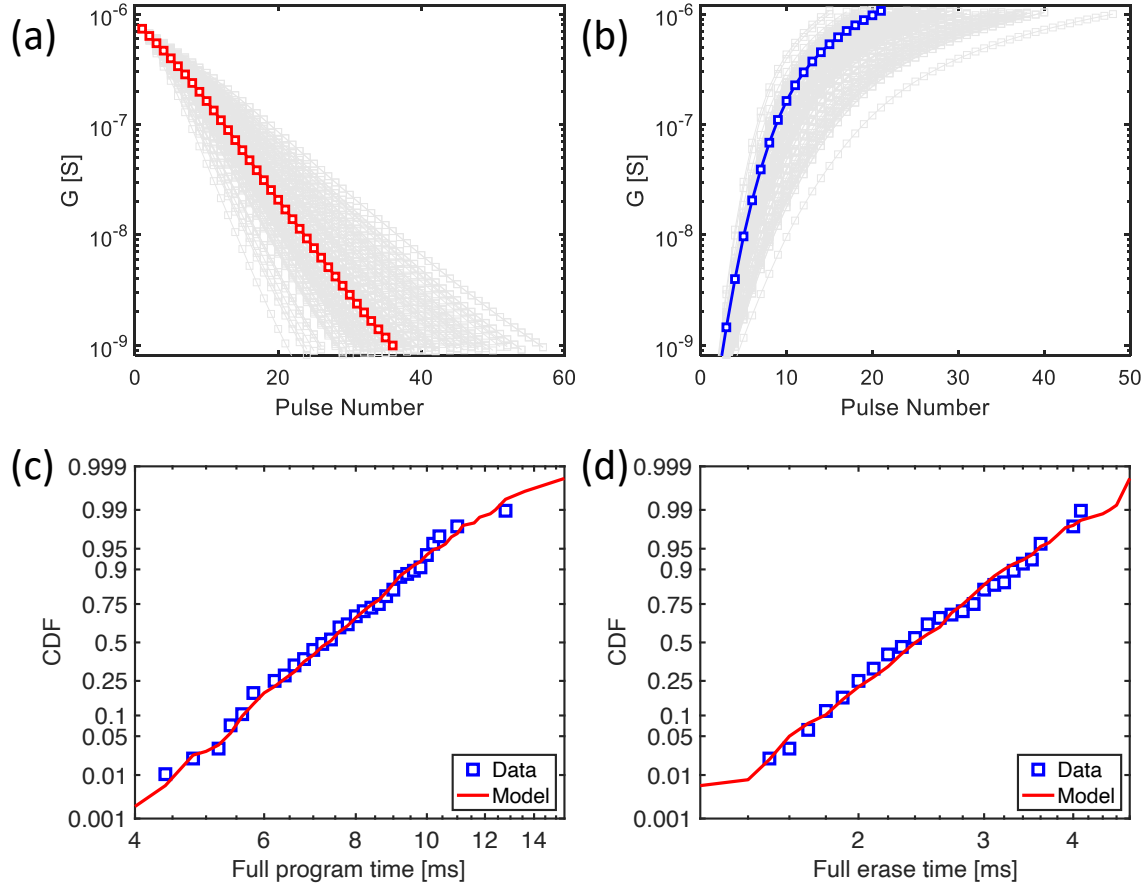 (a)
G [S]
10^-6
10^-7
10^-8
10^-9
0 20 40 60
Pulse Number
(b)
G [S]
10^-6
10^-7
10^-8
10^-9
0 10 20 30 40 50
Pulse Number
(c)
CDF
0.999
0.99
0.95
0.9
0.75
0.5
0.25
0.1
0.05
0.01
0.001
Data
Model
4 6 8 10 12 14
Full program time [ms]
(d)
CDF
0.999
0.99
0.95
0.9
0.75
0.5
0.25
0.1
0.05
0.01
0.001
Data
Model
2 3 4
Full erase time [ms]